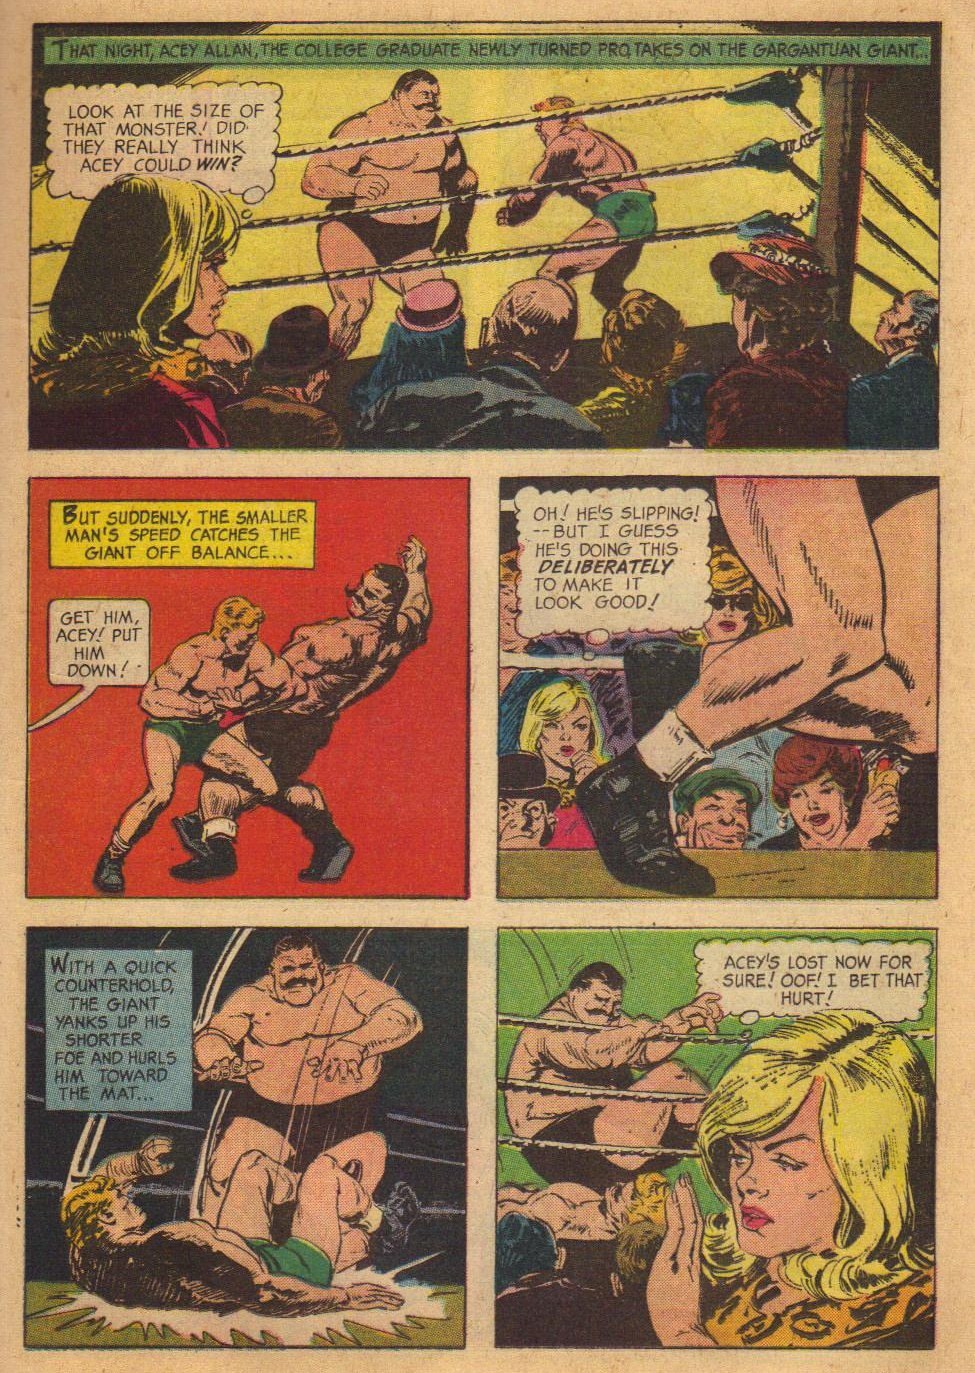 THAT NIGHT, ACEY ALLAN, THE COLLEGE GRADUATE NEWLY TURNED PRO, TAKES ON THE GARGANTUAN GIANT...
LOOK AT THE SIZE OF
THAT MONSTER! DID
THEY REALLY THINK
ACEY COULD WIN?
BUT SUDDENLY, THE SMALLER
MAN'S SPEED CATCHES THE
GIANT OFF BALANCE...
GET HIM,
ACEY! PUT
HIM
DOWN!
OH! HE'S SLIPPING!
--BUT I GUESS
HE'S DOING THIS
DELIBERATELY
TO MAKE IT
LOOK GOOD!
WITH A QUICK
COUNTERHOLD,
THE GIANT
YANKS UP HIS
SHORTER
FOE AND HURLS
HIM TOWARD
THE MAT...
ACEY'S LOST NOW FOR
SURE! OOF! I BET THAT
HURT!